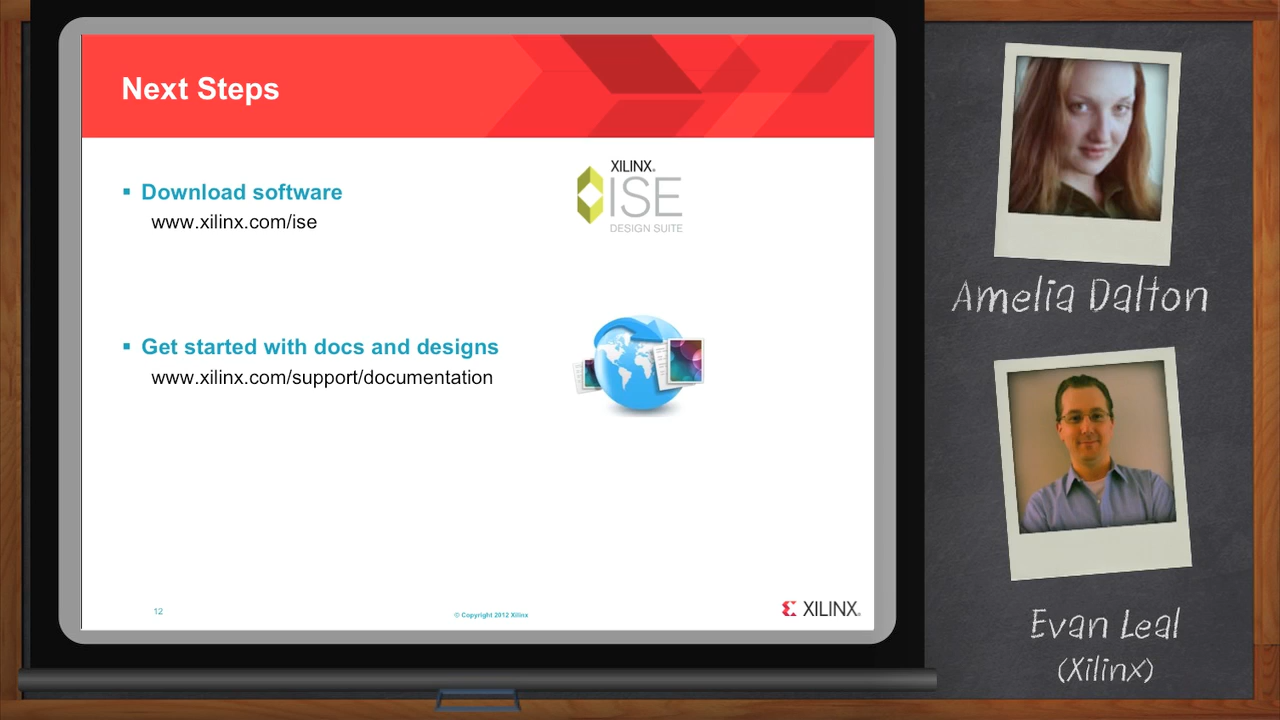 Next Steps
▪ Download software
www.xilinx.com/ise
XILINX®
ISE
DESIGN SUITE
▪ Get started with docs and designs
www.xilinx.com/support/documentation
12
© Copyright 2012 Xilinx
XILINX®
Amelia Dalton
Evan Leal
(Xilinx)